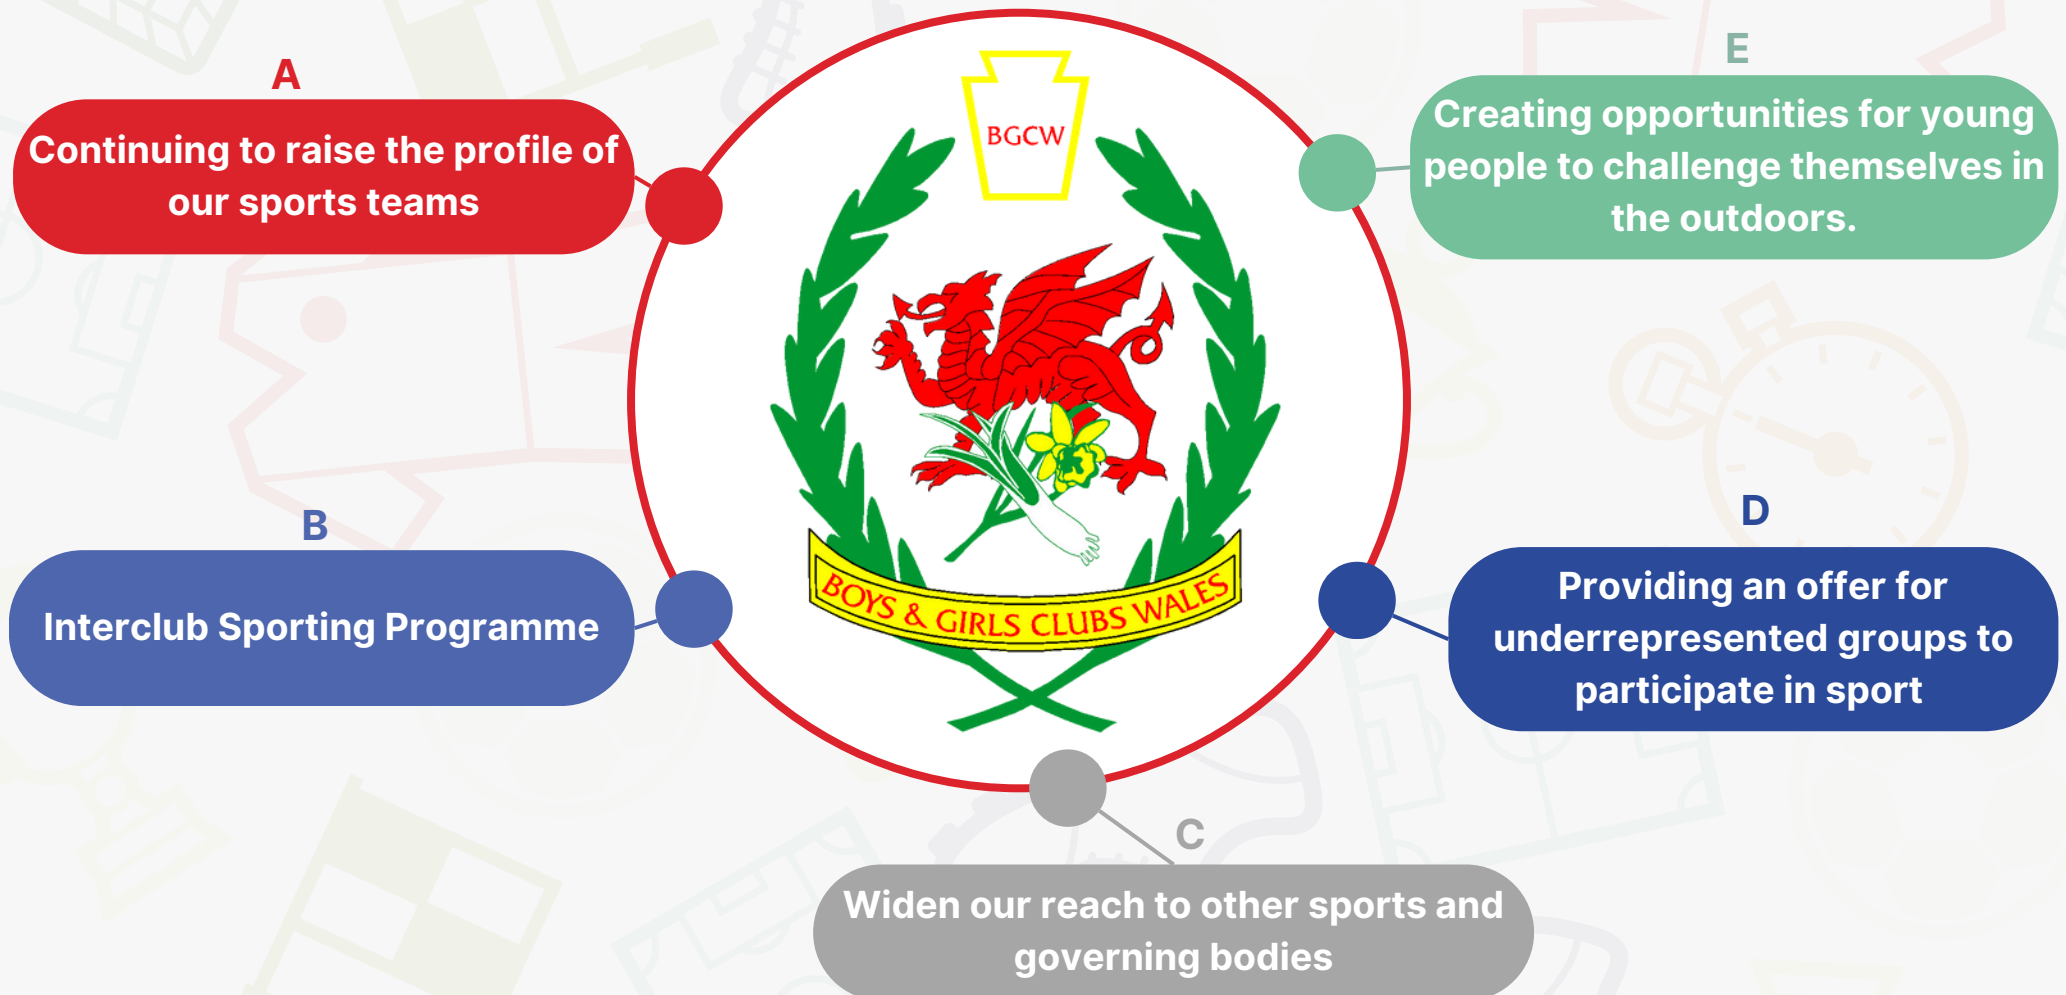 A
Continuing to raise the profile of
our sports teams
B
Interclub Sporting Programme
BGCW
BOYS & GIRLS CLUBS WALES
C
Widen our reach to other sports and
governing bodies
D
Providing an offer for
underrepresented groups to
participate in sport
E
Creating opportunities for young
people to challenge themselves in
the outdoors.